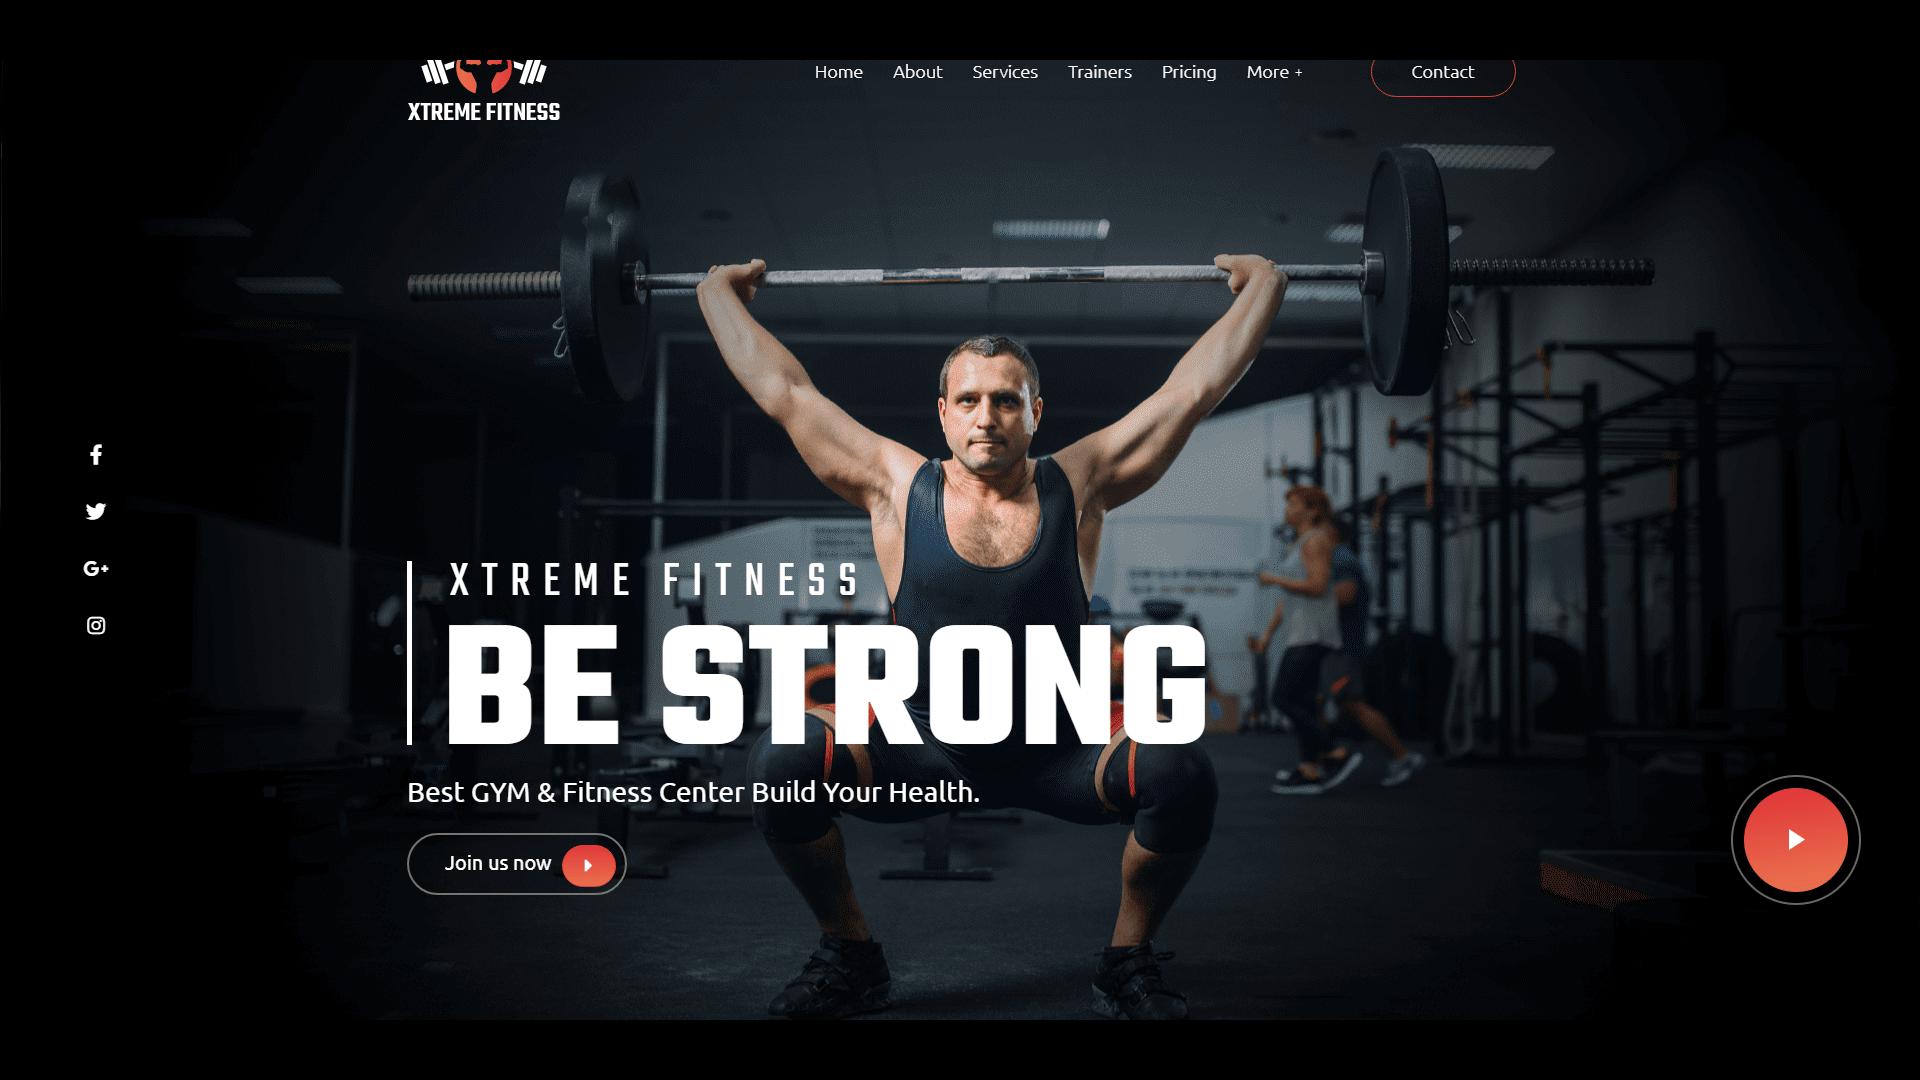 XTREME FITNESS
Home About Services Trainers Pricing More + Contact
XTREME FITNESS
BE STRONG
Best GYM & Fitness Center Build Your Health.
Join us now